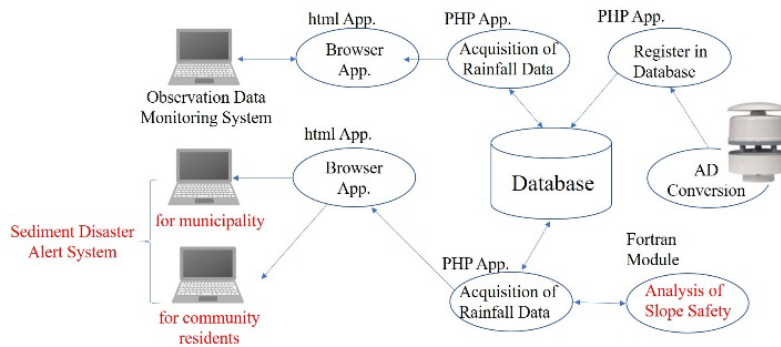 html App.
PHP App.
PHP App.
Browser
App.
Acquisition of
Rainfall Data
Register in
Database
Observation Data
Monitoring System
html App.
Browser
App.
Database
AD
Conversion
for municipality
Sediment Disaster
Alert System
for community
residents
PHP App.
Acquisition of
Rainfall Data
Fortran
Module
Analysis of
Slope Safety